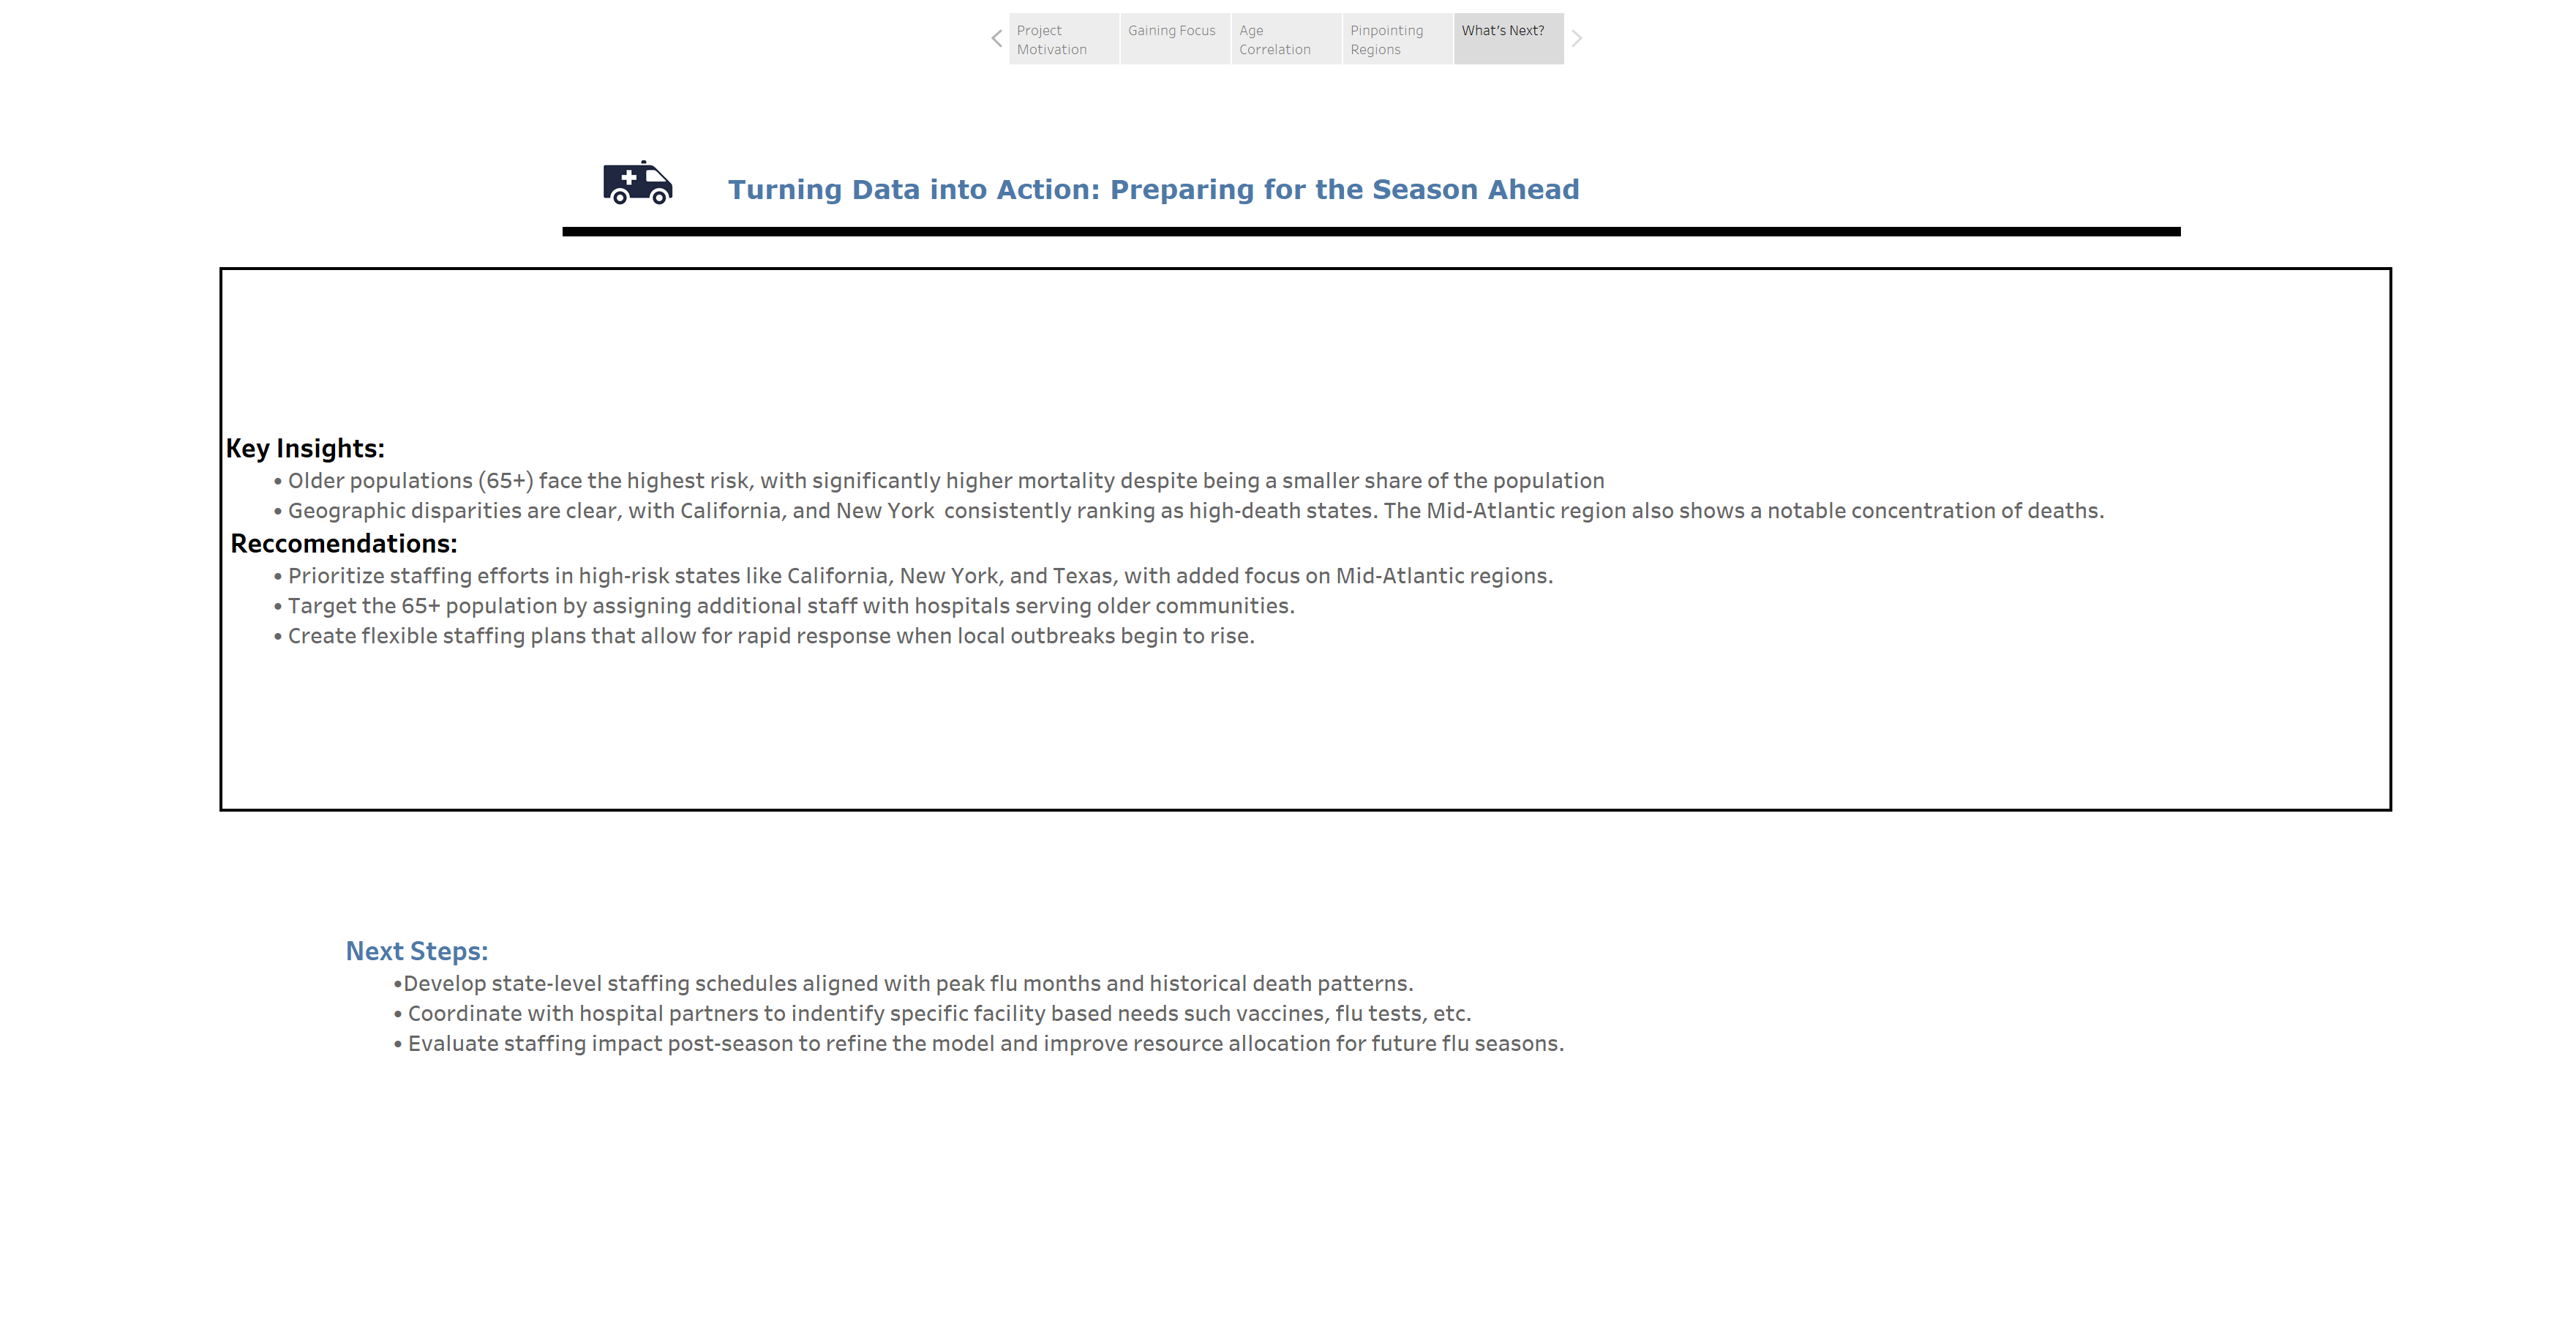 Project
Motivation
Gaining Focus
Age
Correlation
Pinpointing
Regions
What's Next?
Turning Data into Action: Preparing for the Season Ahead
Key Insights:
• Older populations (65+) face the highest risk, with significantly higher mortality despite being a smaller share of the population
• Geographic disparities are clear, with California, and New York  consistently ranking as high-death states. The Mid-Atlantic region also shows a notable concentration of deaths.
Reccomendations:
• Prioritize staffing efforts in high-risk states like California, New York, and Texas, with added focus on Mid-Atlantic regions.
• Target the 65+ population by assigning additional staff with hospitals serving older communities.
• Create flexible staffing plans that allow for rapid response when local outbreaks begin to rise.
Next Steps:
•Develop state-level staffing schedules aligned with peak flu months and historical death patterns.
• Coordinate with hospital partners to indentify specific facility based needs such vaccines, flu tests, etc.
• Evaluate staffing impact post-season to refine the model and improve resource allocation for future flu seasons.